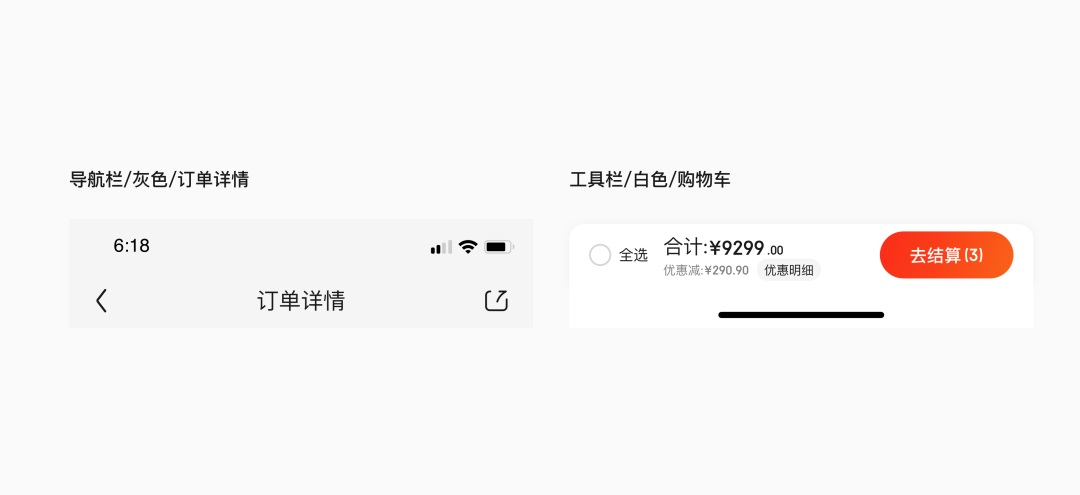 导航栏/灰色/订单详情
6:18
订单详情
工具栏/白色/购物车
全选
合计:¥9299.00
优惠减:¥290.90 优惠明细
去结算(3)